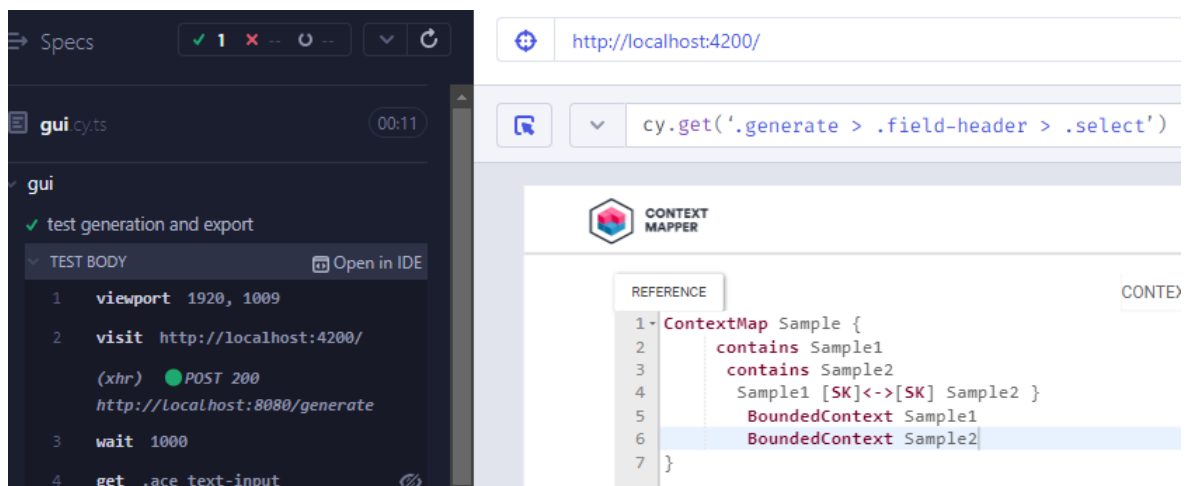 Specs
1 -- --
gui.cy.ts 00:11
gui
test generation and export
TEST BODY Open in IDE
1 viewport 1920, 1009
2 visit http://localhost:4200/
(xhr) POST 200
http://localhost:8080/generate
3 wait 1000
4 get .ace_text-input
http://localhost:4200/
cy.get(‘.generate > .field-header > .select’)
CONTEXT
MAPPER
REFERENCE
CONTEX
1 ContextMap Sample {
2 contains Sample1
3 contains Sample2
4 Sample1 [SK]<->[SK] Sample2 }
5 BoundedContext Sample1
6 BoundedContext Sample2
7 }